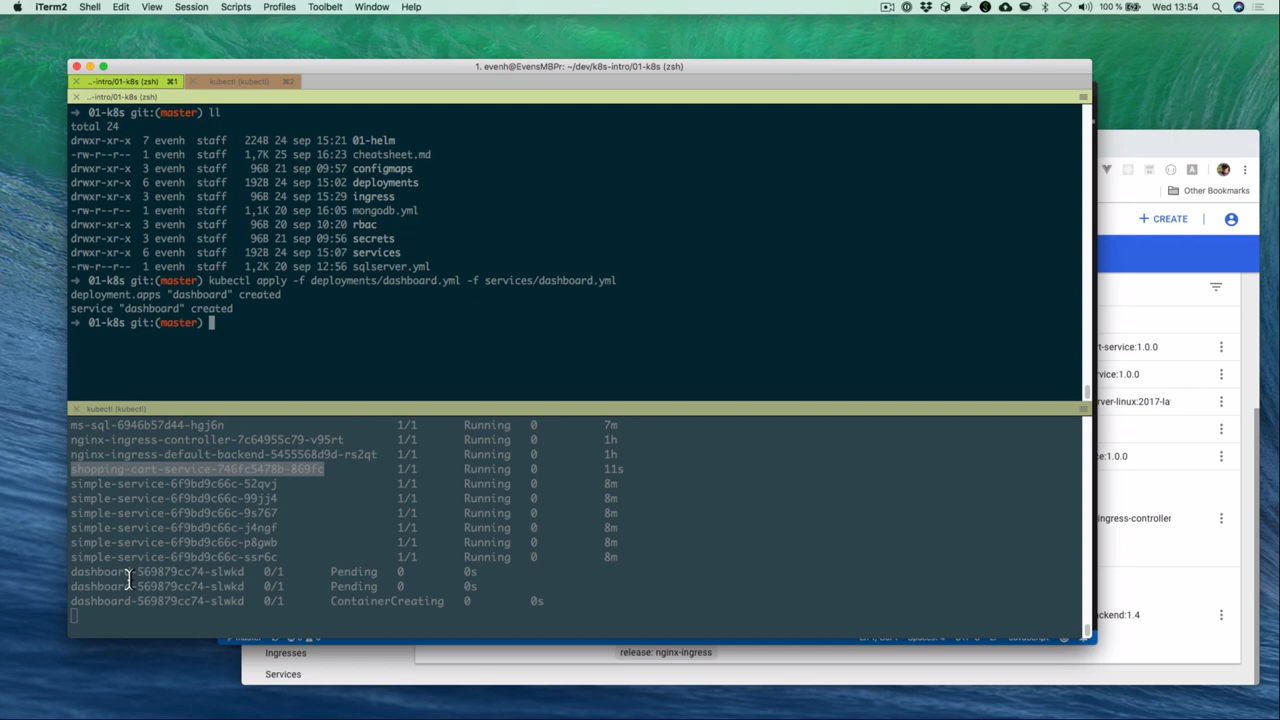 iTerm2 Shell Edit View Session Scripts Profiles Toolbelt Window Help 100 % Wed 13:54
1. evenh@EvensMBPr: ~/dev/k8s-intro/01-k8s (zsh)
..-intro/01-k8s (zsh) ⌘1 kubectl (kubectl) ⌘2
..-intro/01-k8s (zsh)
➜ 01-k8s git:(master) ll
total 24
drwxr-xr-x 7 evenh staff 224B 24 sep 15:21 01-helm
-rw-r--r-- 1 evenh staff 1,7K 25 sep 16:23 cheatsheet.md
drwxr-xr-x 3 evenh staff 96B 21 sep 09:57 configmaps
drwxr-xr-x 6 evenh staff 192B 24 sep 15:02 deployments
drwxr-xr-x 3 evenh staff 96B 24 sep 15:29 ingress
-rw-r--r-- 1 evenh staff 1,1K 20 sep 16:05 mongodb.yml
drwxr-xr-x 3 evenh staff 96B 20 sep 10:20 rbac
drwxr-xr-x 3 evenh staff 96B 21 sep 09:56 secrets
drwxr-xr-x 6 evenh staff 192B 24 sep 15:07 services
-rw-r--r-- 1 evenh staff 1,2K 20 sep 12:56 sqlserver.yml
➜ 01-k8s git:(master) kubectl apply -f deployments/dashboard.yml -f services/dashboard.yml
deployment.apps "dashboard" created
service "dashboard" created
➜ 01-k8s git:(master)
kubectl (kubectl)
ms-sql-6946b57d44-hgj6n 1/1 Running 0 7m
nginx-ingress-controller-7c64955c79-v95rt 1/1 Running 0 1h
nginx-ingress-default-backend-5455568d9d-rs2qt 1/1 Running 0 1h
shopping-cart-service-746fc5478b-869fc 1/1 Running 0 11s
simple-service-6f9bd9c66c-52qvj 1/1 Running 0 8m
simple-service-6f9bd9c66c-99jj4 1/1 Running 0 8m
simple-service-6f9bd9c66c-9s767 1/1 Running 0 8m
simple-service-6f9bd9c66c-j4ngf 1/1 Running 0 8m
simple-service-6f9bd9c66c-p8gwb 1/1 Running 0 8m
simple-service-6f9bd9c66c-ssr6c 1/1 Running 0 8m
dashboard-569879cc74-slwkd 0/1 Pending 0 0s
dashboard-569879cc74-slwkd 0/1 Pending 0 0s
dashboard-569879cc74-slwkd 0/1 ContainerCreating 0 0s
Other Bookmarks
+ CREATE
rt-service:1.0.0
rvice:1.0.0
rver-linux:2017-la
ce:1.0.0
ingress-controller
ackend:1.4
Ingresses
release: nginx-ingress
Services